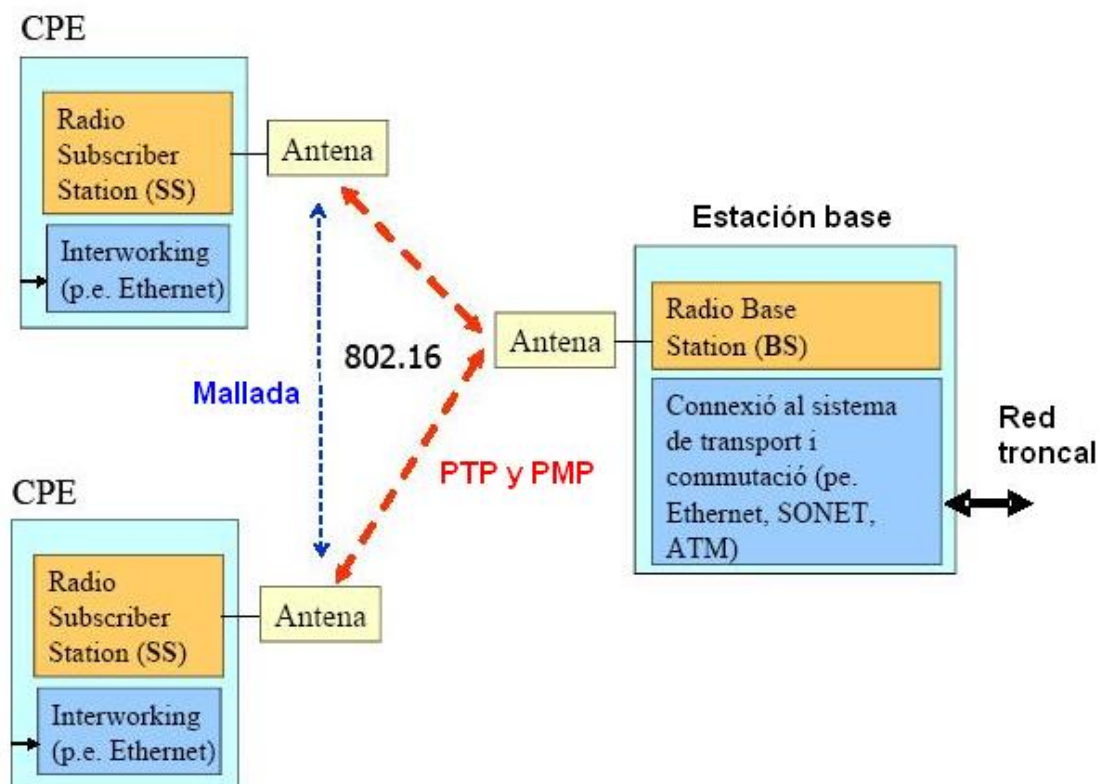 CPE
Radio
Subscriber
Station (SS)
Antena
Interworking
(p.e. Ethernet)
Estación base
Antena
Radio Base
Station (BS)
802.16
Mallada
PTP y PMP
Connexió al sistema
de transport i
commutació (pe.
Ethernet, SONET,
ATM)
Red
troncal
CPE
Radio
Subscriber
Station (SS)
Antena
Interworking
(p.e. Ethernet)